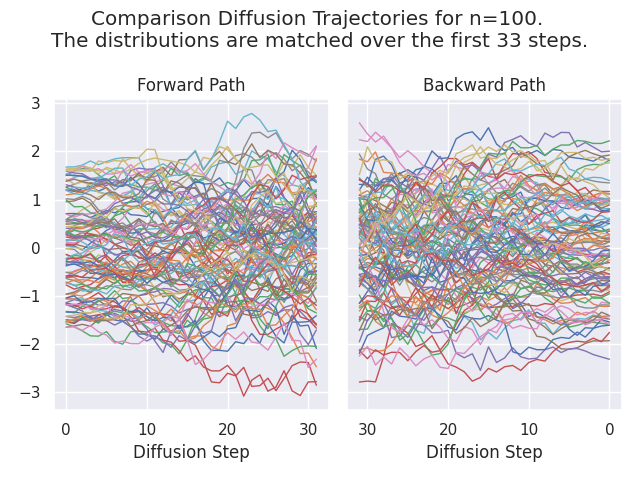 Comparison Diffusion Trajectories for n=100.
The distributions are matched over the first 33 steps.
Forward Path
Backward Path
3
2
1
0
−1
−2
−3
0 10 20 30
30 20 10 0
Diffusion Step
Diffusion Step